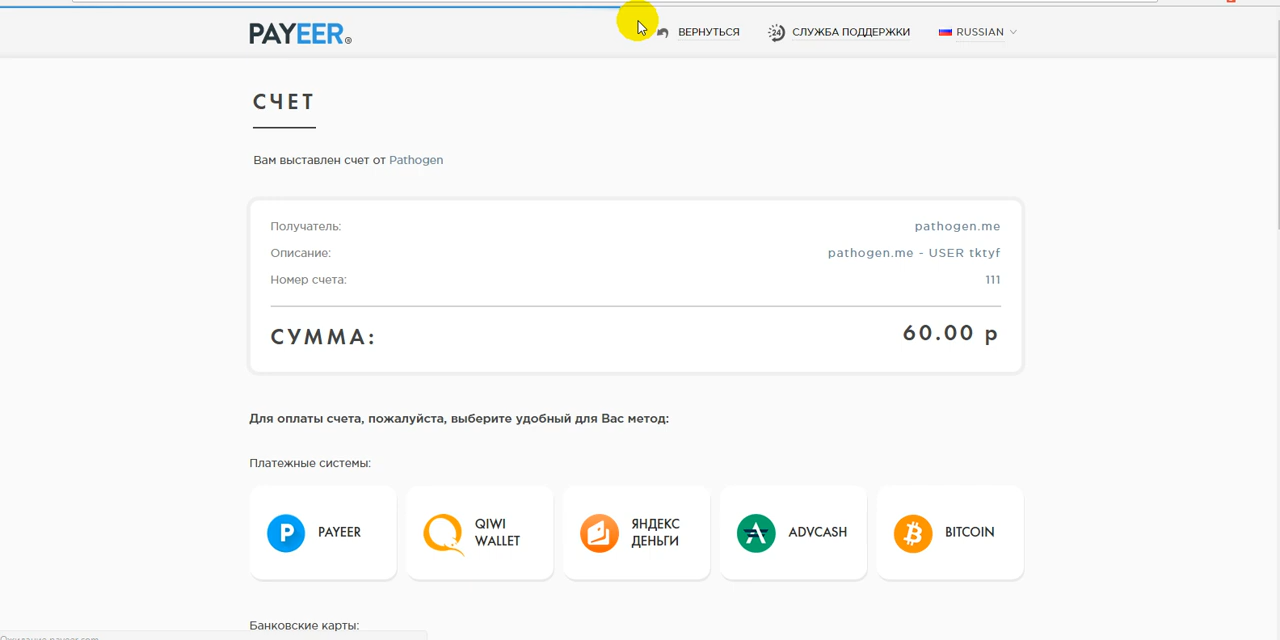 PAYEER®
ВЕРНУТЬСЯ
24 СЛУЖБА ПОДДЕРЖКИ
RUSSIAN
СЧЕТ
Вам выставлен счет от Pathogen
Получатель: pathogen.me
Описание: pathogen.me - USER tktyf
Номер счета: 111
СУММА: 60.00 р
Для оплаты счета, пожалуйста, выберите удобный для Вас метод:
Платежные системы:
PAYEER
QIWI
WALLET
ЯНДЕКС
ДЕНЬГИ
ADVCASH
BITCOIN
Банковские карты: